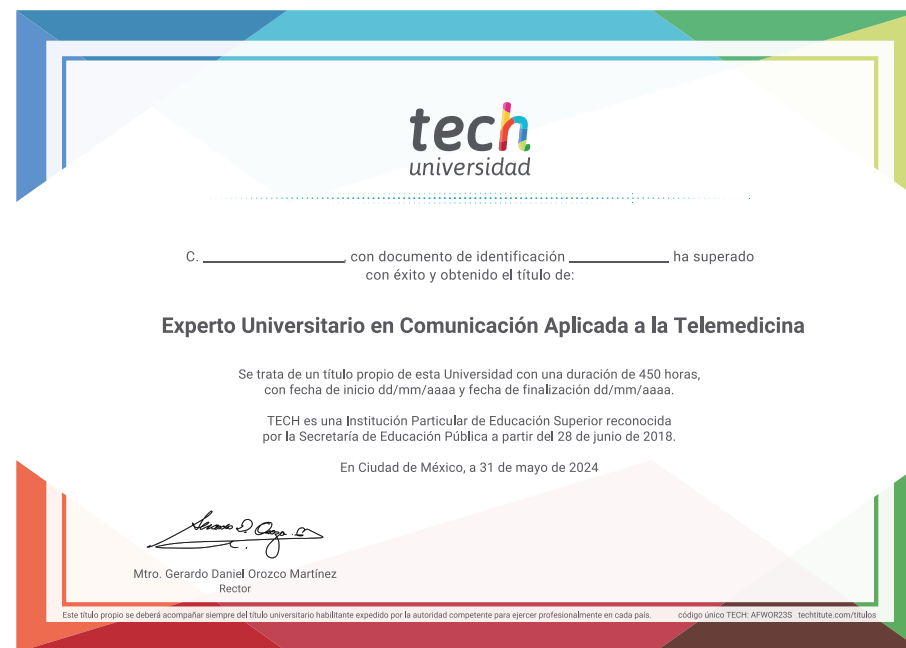 tech
universidad
C. ____________________, con documento de identificación ______________ ha superado
con éxito y obtenido el título de:
Experto Universitario en Comunicación Aplicada a la Telemedicina
Se trata de un título propio de esta Universidad con una duración de 450 horas,
con fecha de inicio dd/mm/aaaa y fecha de finalización dd/mm/aaaa.
TECH es una Institución Particular de Educación Superior reconocida
por la Secretaría de Educación Pública a partir del 28 de junio de 2018.
En Ciudad de México, a 31 de mayo de 2024
Mtro. Gerardo Daniel Orozco Martínez
Rector
Este título propio se deberá acompañar siempre del título universitario habilitante expedido por la autoridad competente para ejercer profesionalmente en cada país. código único TECH: AFWOR23S techtitute.com/titulos